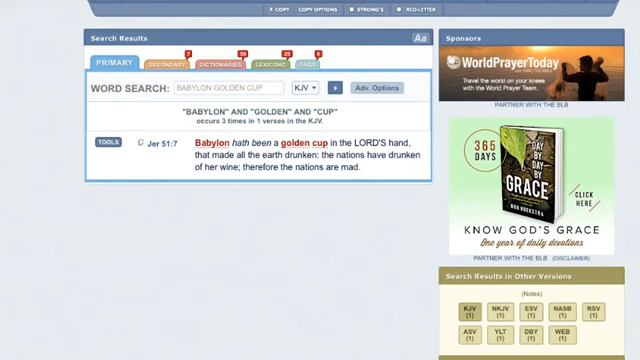 COPY COPY OPTIONS STRONG'S RED-LETTER
Search Results Aa
PRIMARY SECONDARY DICTIONARIES LEXICONC FAQS
WORD SEARCH: BABYLON GOLDEN CUP KJV Adv. Options
"BABYLON" AND "GOLDEN" AND "CUP"
occurs 3 times in 1 verses in the KJV.
TOOLS Jer 51:7 Babylon hath been a golden cup in the LORD'S hand,
that made all the earth drunken: the nations have drunken
of her wine; therefore the nations are mad.
Sponsors
WorldPrayerToday
Travel the world on your knees
with the World Prayer Team.
PARTNER WITH THE BLB
365
DAYS
DAY
BY DAY
BY
GRACE
BOB HOEKSTRA
CLICK
HERE
KNOW GOD'S GRACE
One year of daily devotions
PARTNER WITH THE BLB (DISCLAIMER)
Search Results in Other Versions
(Notes)
KJV (1) NKJV (1) ESV (1) NASB (1) RSV (1)
ASV (1) YLT (1) DBY (1) WEB (1)